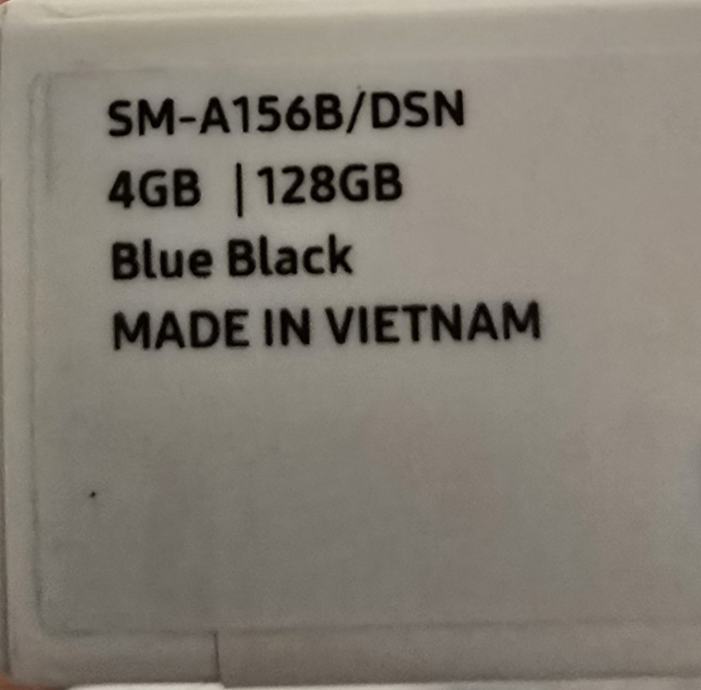 SM-A156B/DSN
4GB | 128GB
Blue Black
MADE IN VIETNAM